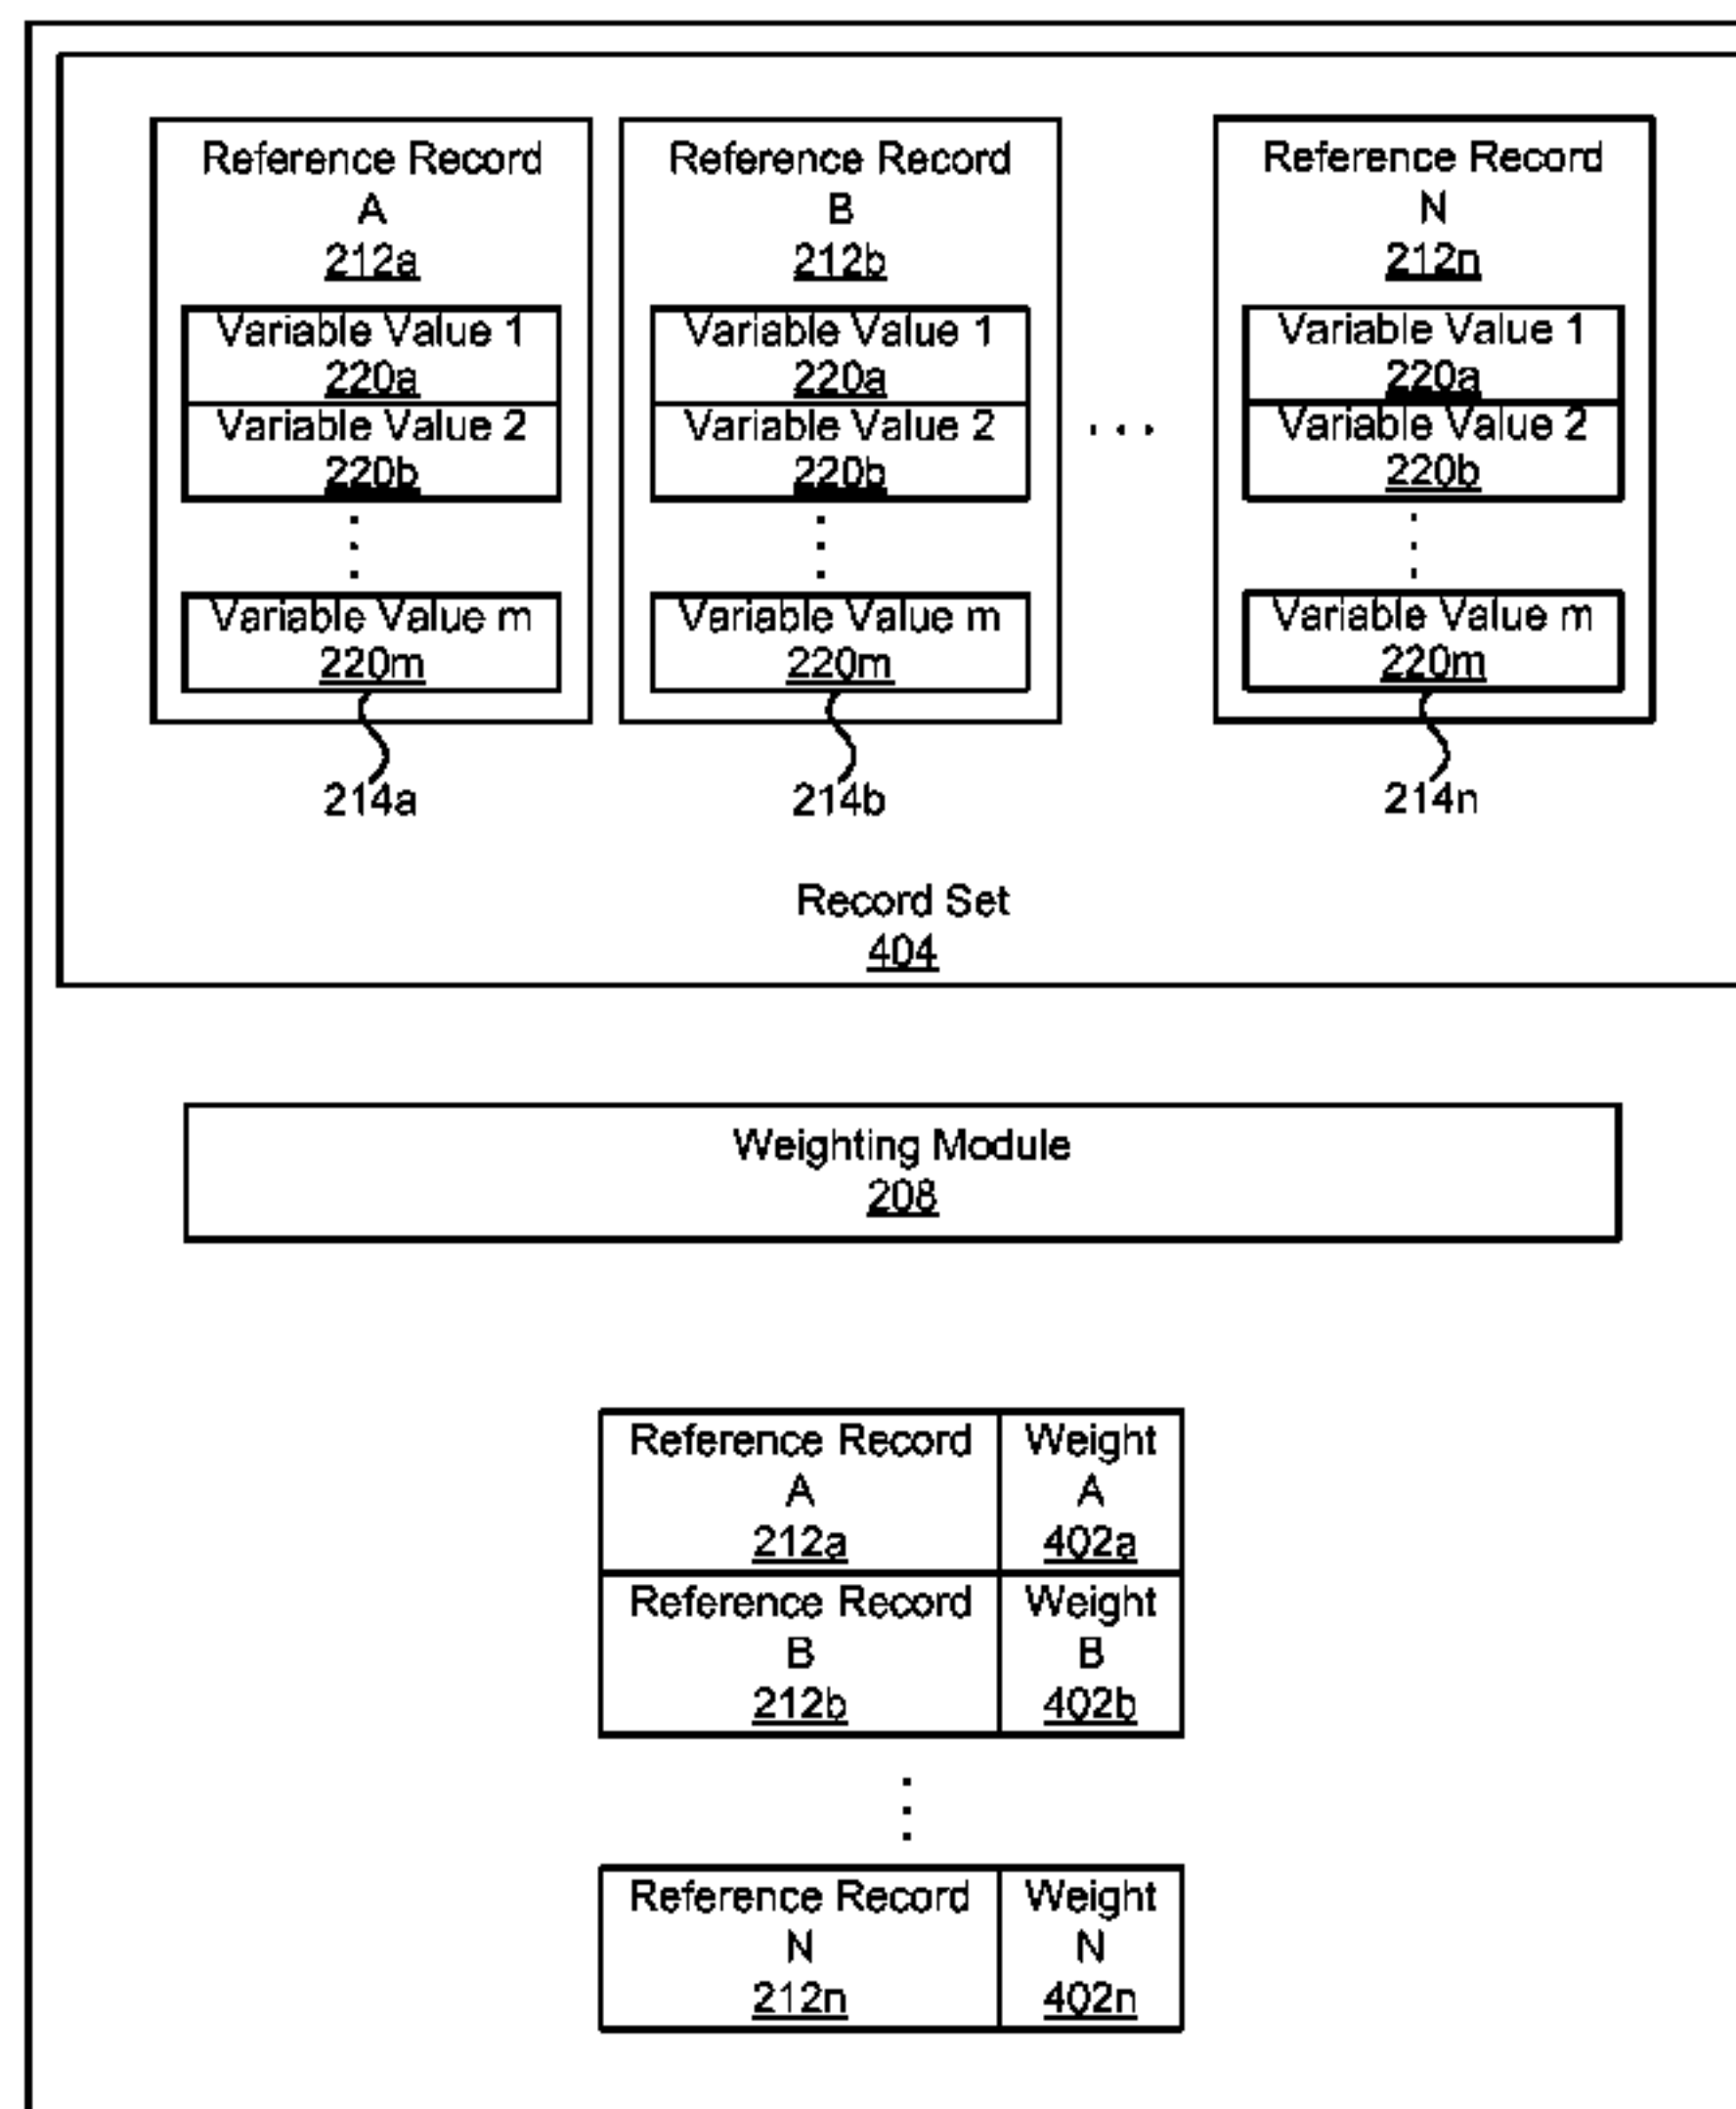 Reference Record
A
212a
Variable Value 1
220a
Variable Value 2
220b
Variable Value m
220m
214a
Reference Record
B
212b
Variable Value 1
220a
Variable Value 2
220b
Variable Value m
220m
214b
...
Reference Record
N
212n
Variable Value 1
220a
Variable Value 2
220b
Variable Value m
220m
214n
Record Set
404
Weighting Module
208
Reference Record
A
212a
Weight
A
402a
Reference Record
B
212b
Weight
B
402b
Reference Record
N
212n
Weight
N
402n